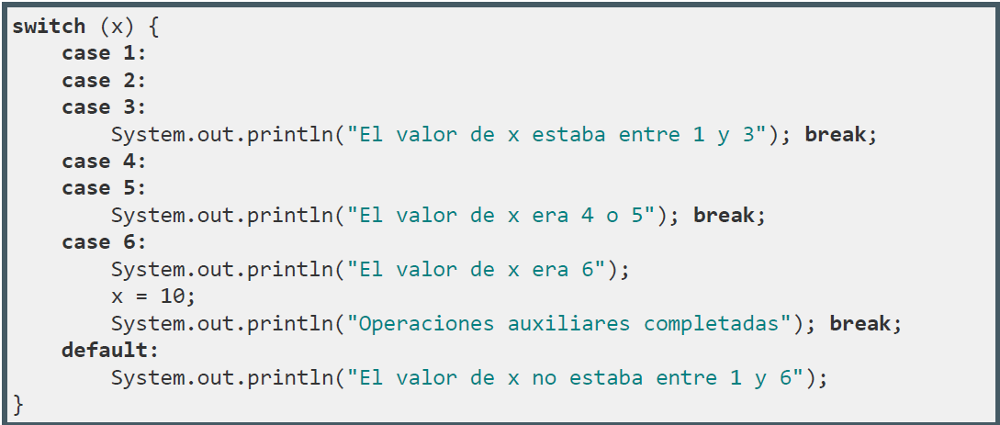 switch (x) {
    case 1:
    case 2:
    case 3:
        System.out.println("El valor de x estaba entre 1 y 3"); break;
    case 4:
    case 5:
        System.out.println("El valor de x era 4 o 5"); break;
    case 6:
        System.out.println("El valor de x era 6");
        x = 10;
        System.out.println("Operaciones auxiliares completadas"); break;
    default:
        System.out.println("El valor de x no estaba entre 1 y 6");
}